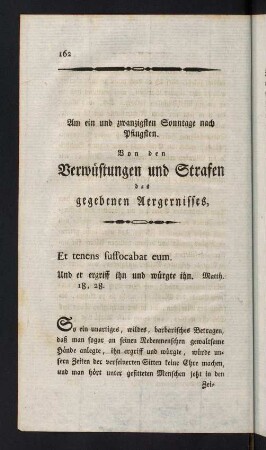 162
Am ein und zwanzigsten Sonntage nach
Pfingsten.
Von den
Verwüstungen und Strafen
des
gegebenen Aergernisses.
Et tenens suffocabat eum.
Und er ergriff ihn und würgte ihn. Matth.
18, 28.
So ein unartiges, wildes, barbarisches Betragen,
daß man sogar an seinen Nebenmenschen gewaltsame
Hände anlegte, ihn ergriff und würgte, würde un-
sern Zeiten der verfeinerten Sitten keine Ehre machen,
und man hört unter gesitteten Menschen jetzt in den
Zei-